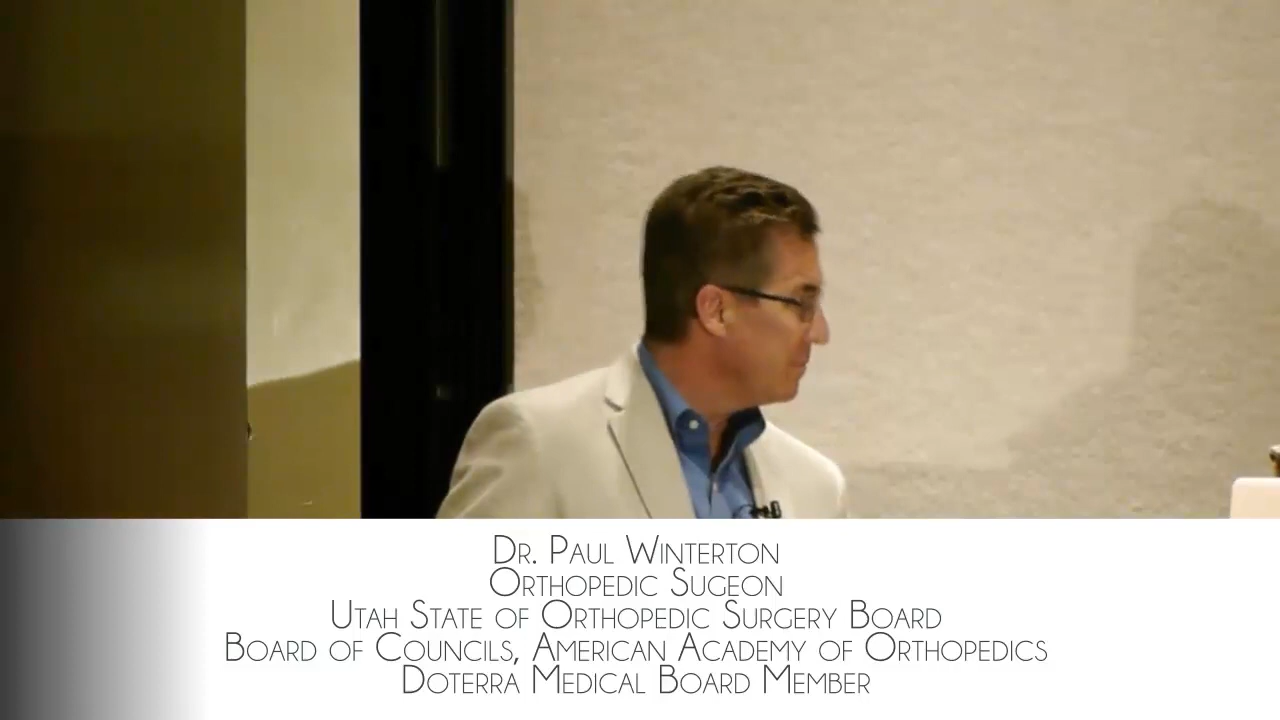 Dr. Paul Winterton
Orthopedic Sugeon
Utah State of Orthopedic Surgery Board
Board of Councils, American Academy of Orthopedics
Doterra Medical Board Member